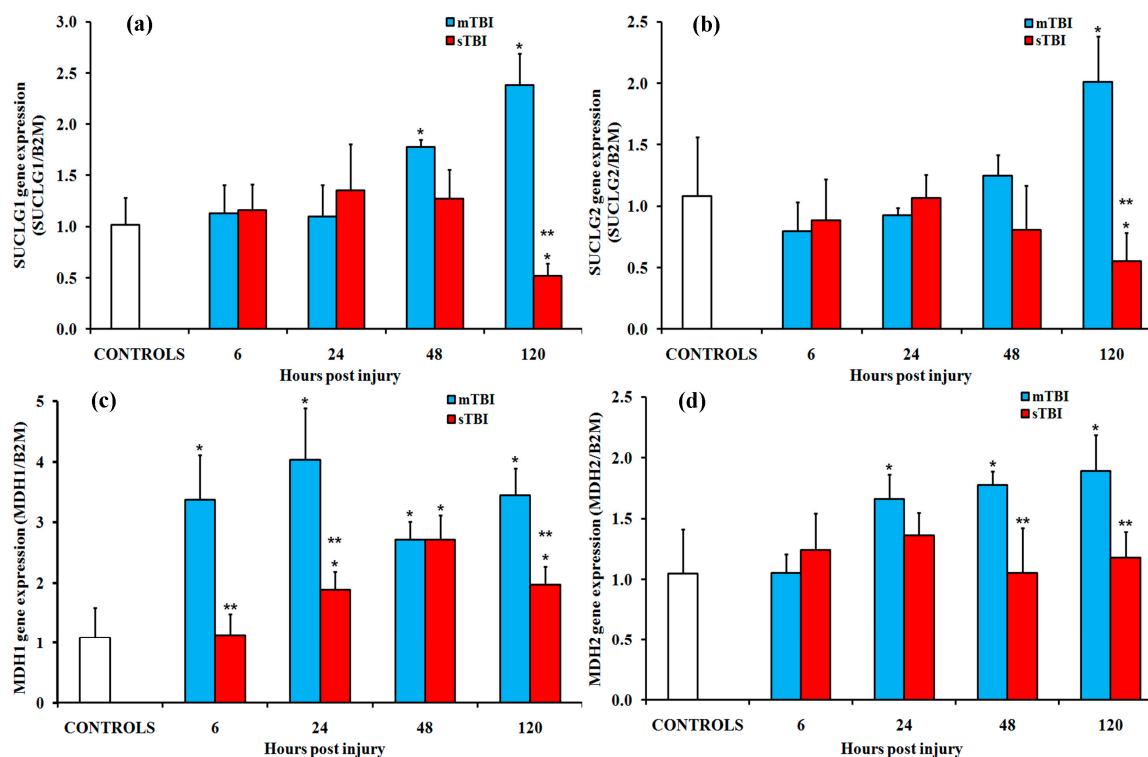 (a)
mTBI
sTBI
SUCLG1 gene expression
(SUCLG1/B2M)
3.0
2.5
2.0
1.5
1.0
0.5
0.0
*
*
**
*
CONTROLS 6 24 48 120
Hours post injury
(b)
mTBI
sTBI
SUCLG2 gene expression
(SUCLG2/B2M)
2.5
2.0
1.5
1.0
0.5
0.0
*
**
*
CONTROLS 6 24 48 120
Hours post injury
(c)
mTBI
sTBI
MDH1 gene expression (MDH1/B2M)
5
4
3
2
1
0
*
**
*
**
*
*
*
*
**
*
CONTROLS 6 24 48 120
Hours post injury
(d)
mTBI
sTBI
MDH2 gene expression (MDH2/B2M)
2.5
2.0
1.5
1.0
0.5
0.0
*
*
**
*
**
CONTROLS 6 24 48 120
Hours post injury